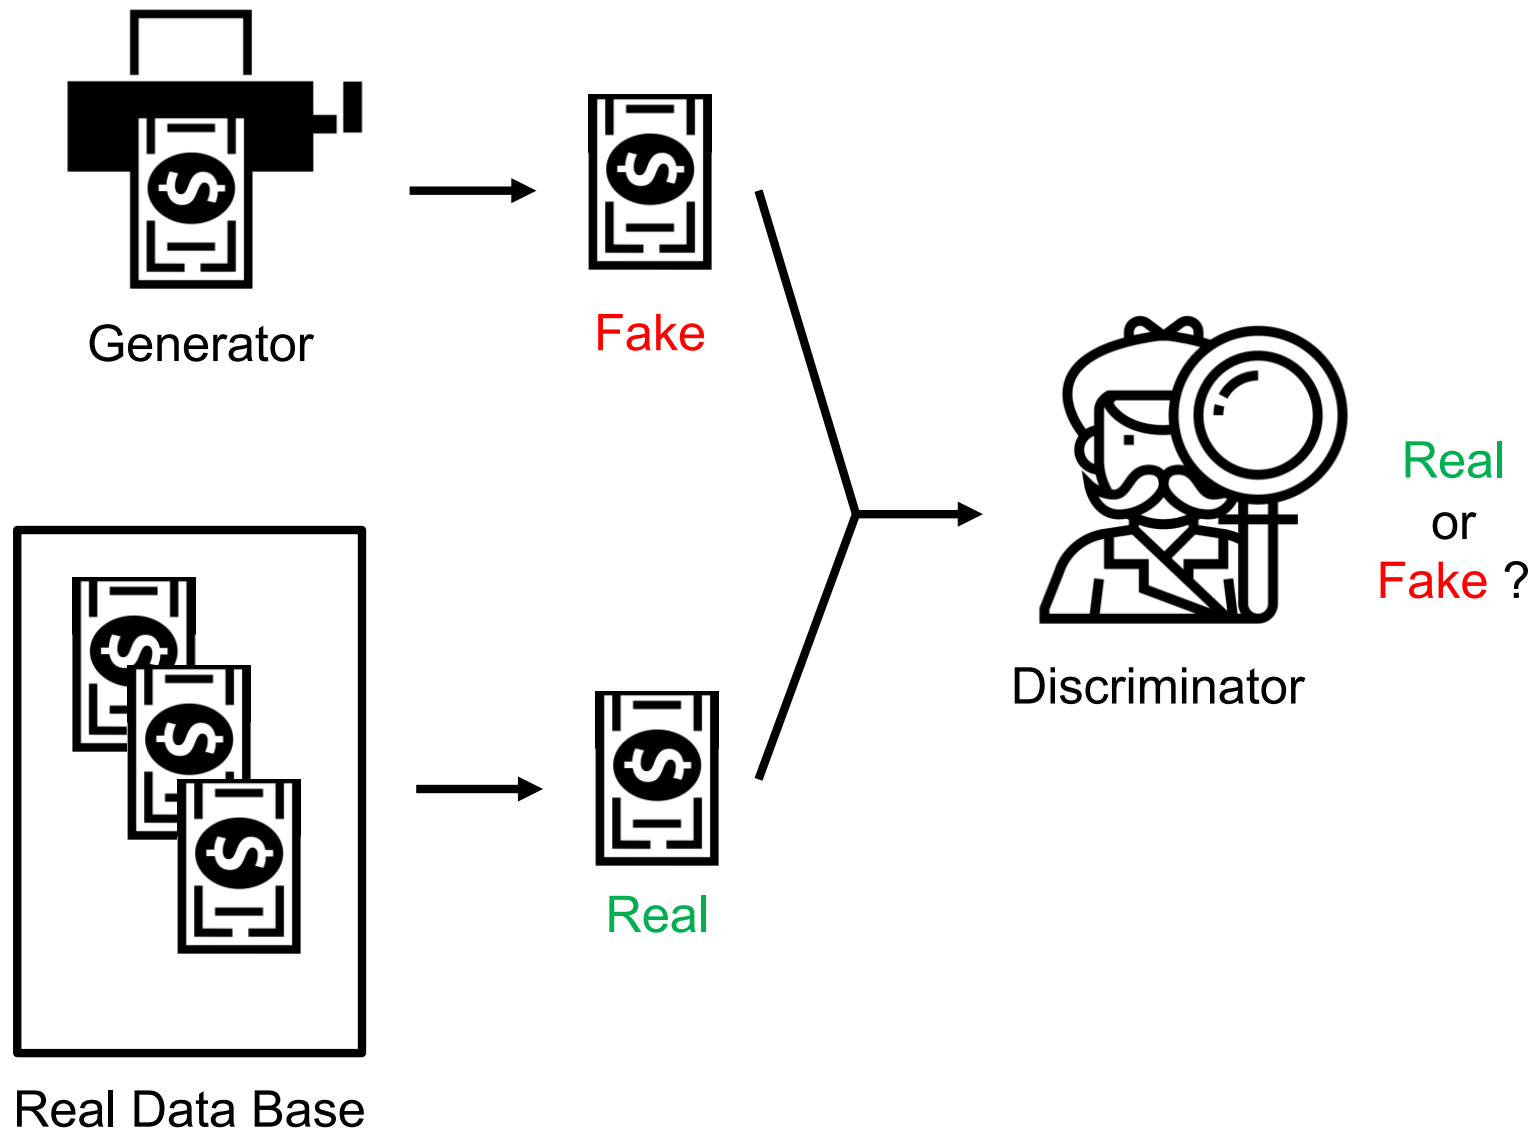 Generator
Fake
Real
or
Fake ?
Discriminator
Real
Real Data Base